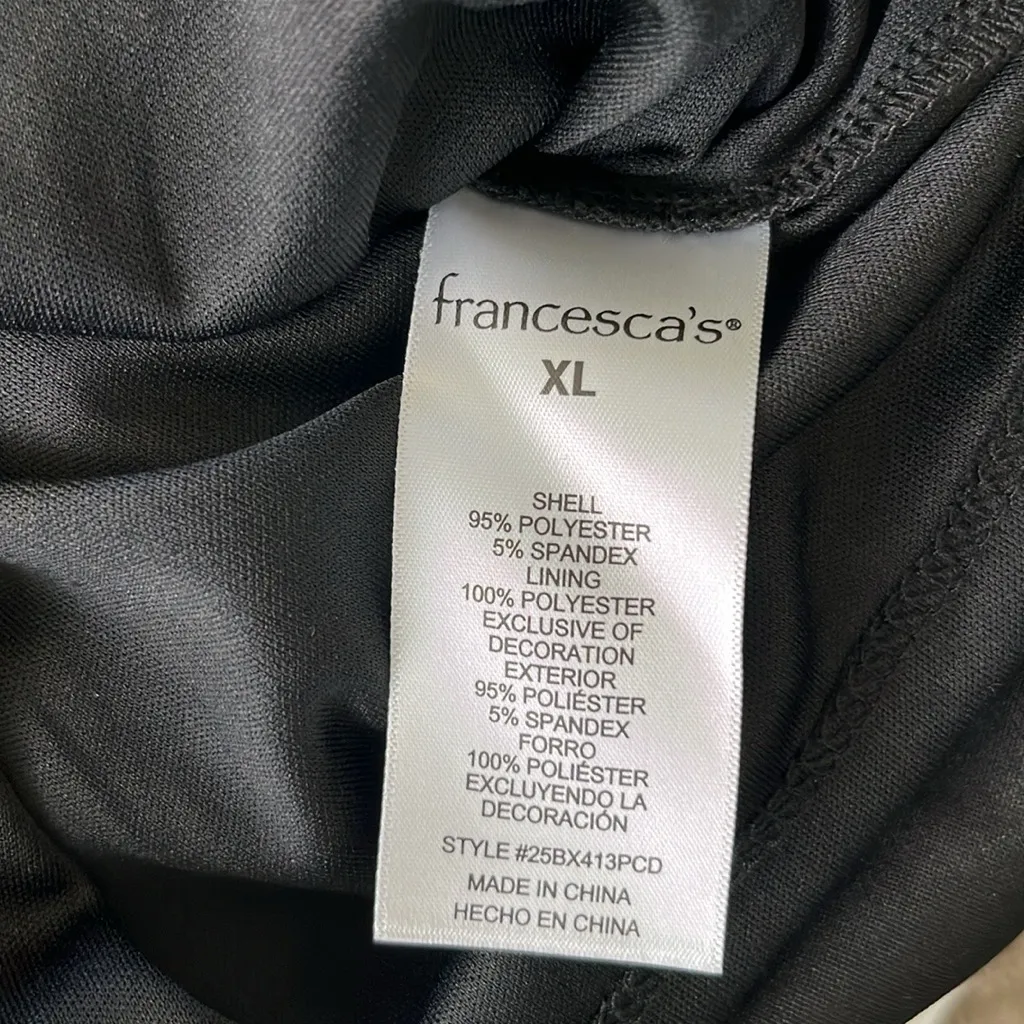 francesca's®
XL
SHELL
95% POLYESTER
5% SPANDEX
LINING
100% POLYESTER
EXCLUSIVE OF
DECORATION
EXTERIOR
95% POLIÉSTER
5% SPANDEX
FORRO
100% POLIÉSTER
EXCLUYENDO LA
DECORACIÓN
STYLE #25BX413PCD
MADE IN CHINA
HECHO EN CHINA